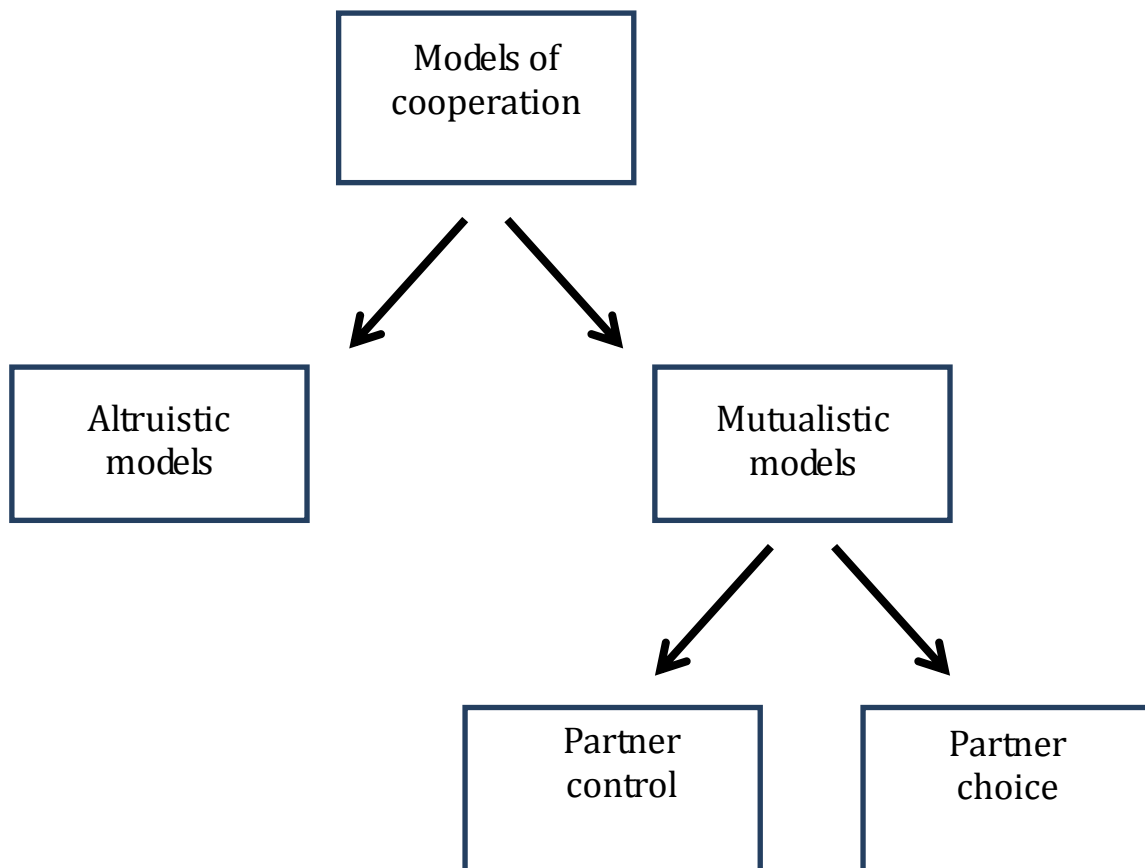 Models of
cooperation
Altruistic
models
Mutualistic
models
Partner
control
Partner
choice